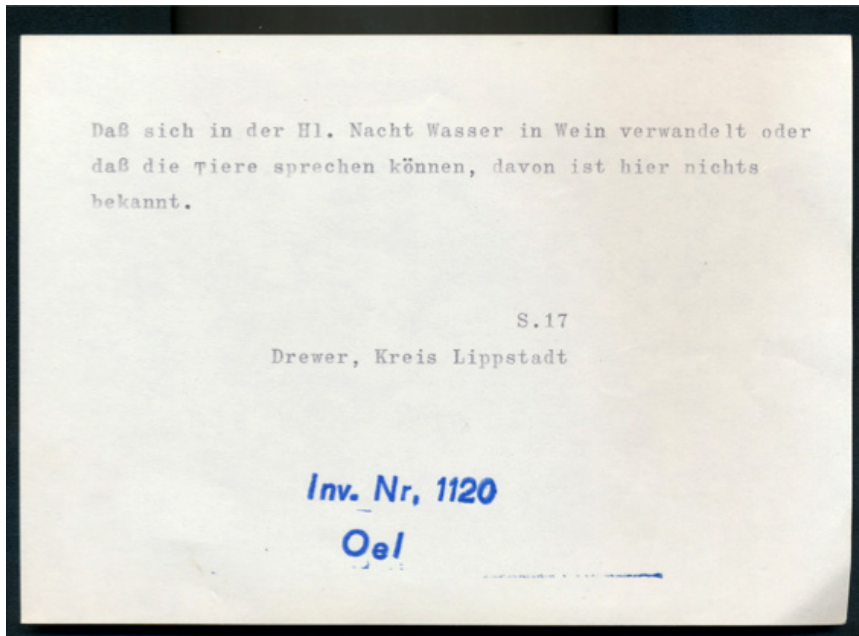 Daß sich in der Hl. Nacht Wasser in Wein verwandelt oder
daß die Tiere sprechen können, davon ist hier nichts
bekannt.
S.17
Drewer, Kreis Lippstadt
Inv. Nr, 1120
Oel